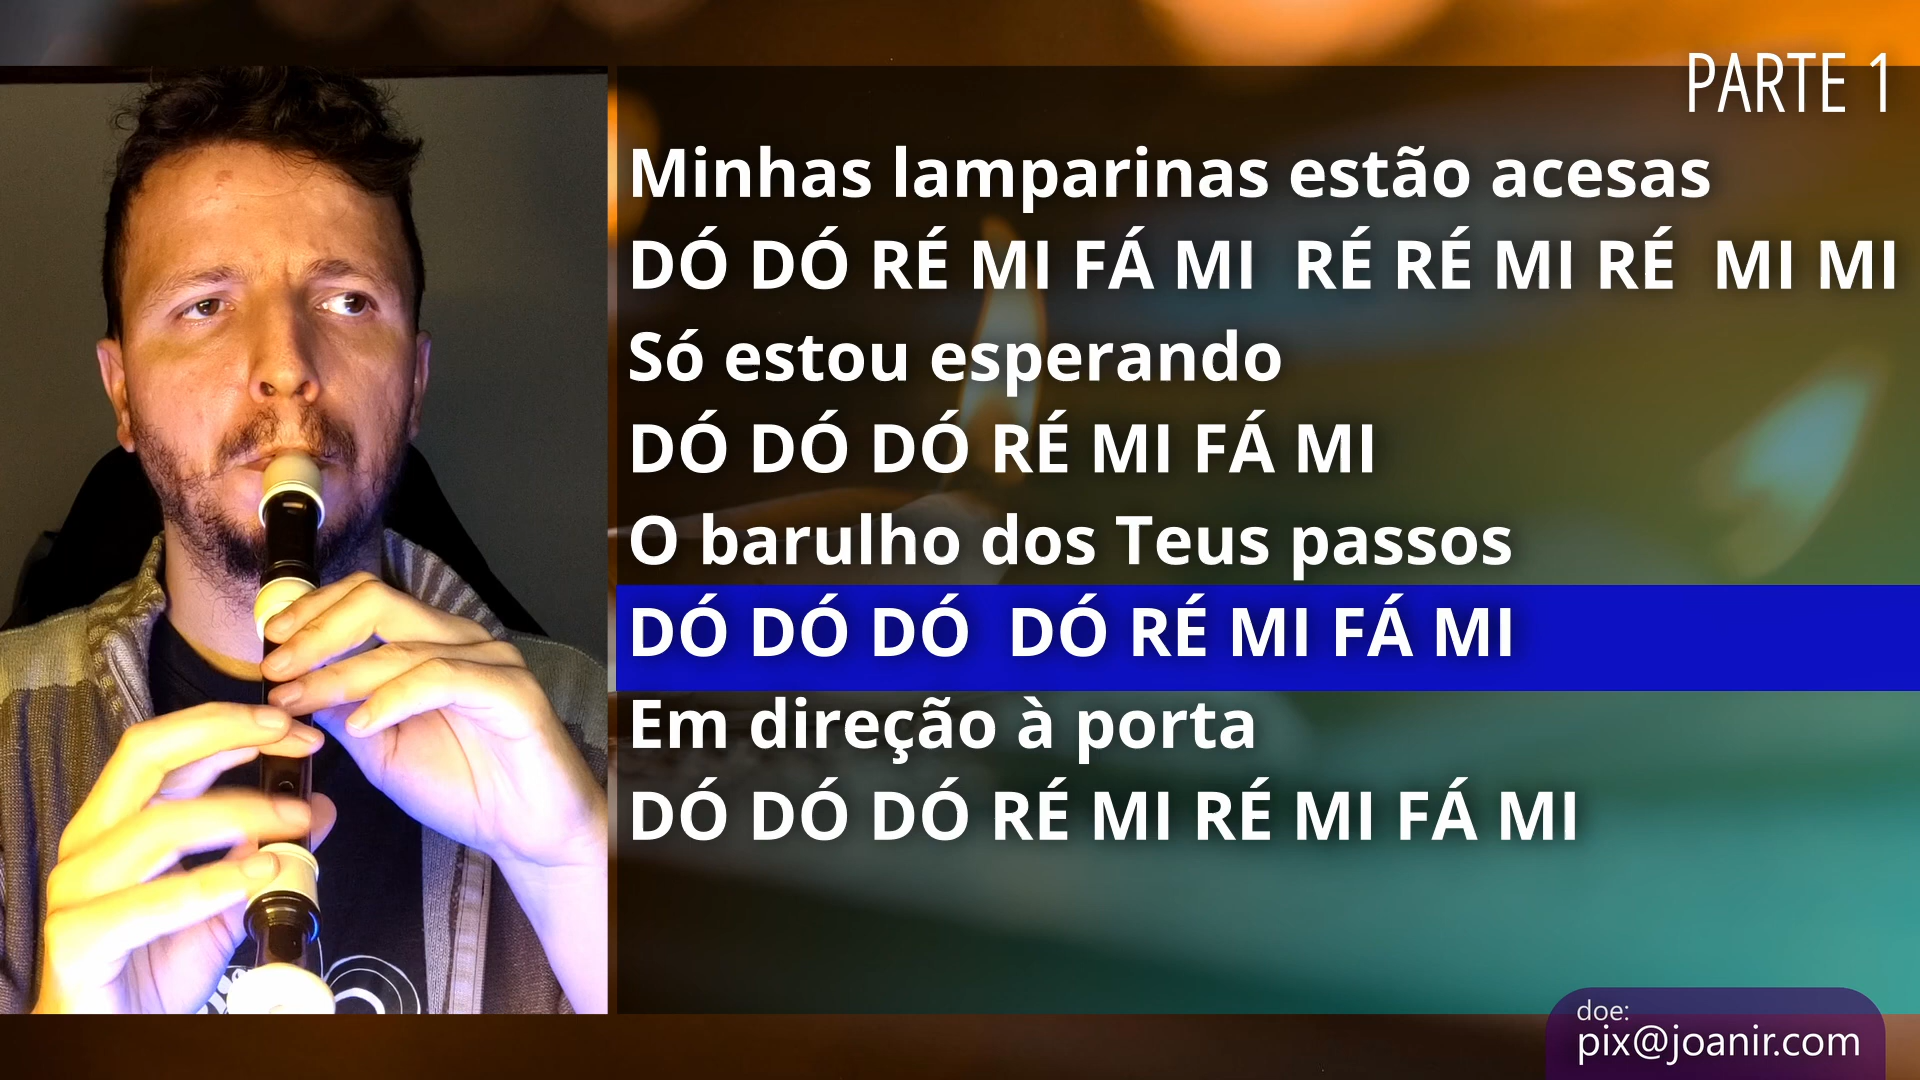 PARTE 1
Minhas lamparinas estão acesas
DÓ DÓ RÉ MI FÁ MI  RÉ RÉ MI RÉ  MI MI
Só estou esperando
DÓ DÓ DÓ RÉ MI FÁ MI
O barulho dos Teus passos
DÓ DÓ DÓ  DÓ RÉ MI FÁ MI
Em direção à porta
DÓ DÓ DÓ RÉ MI RÉ MI FÁ MI
doe:
pix@joanir.com